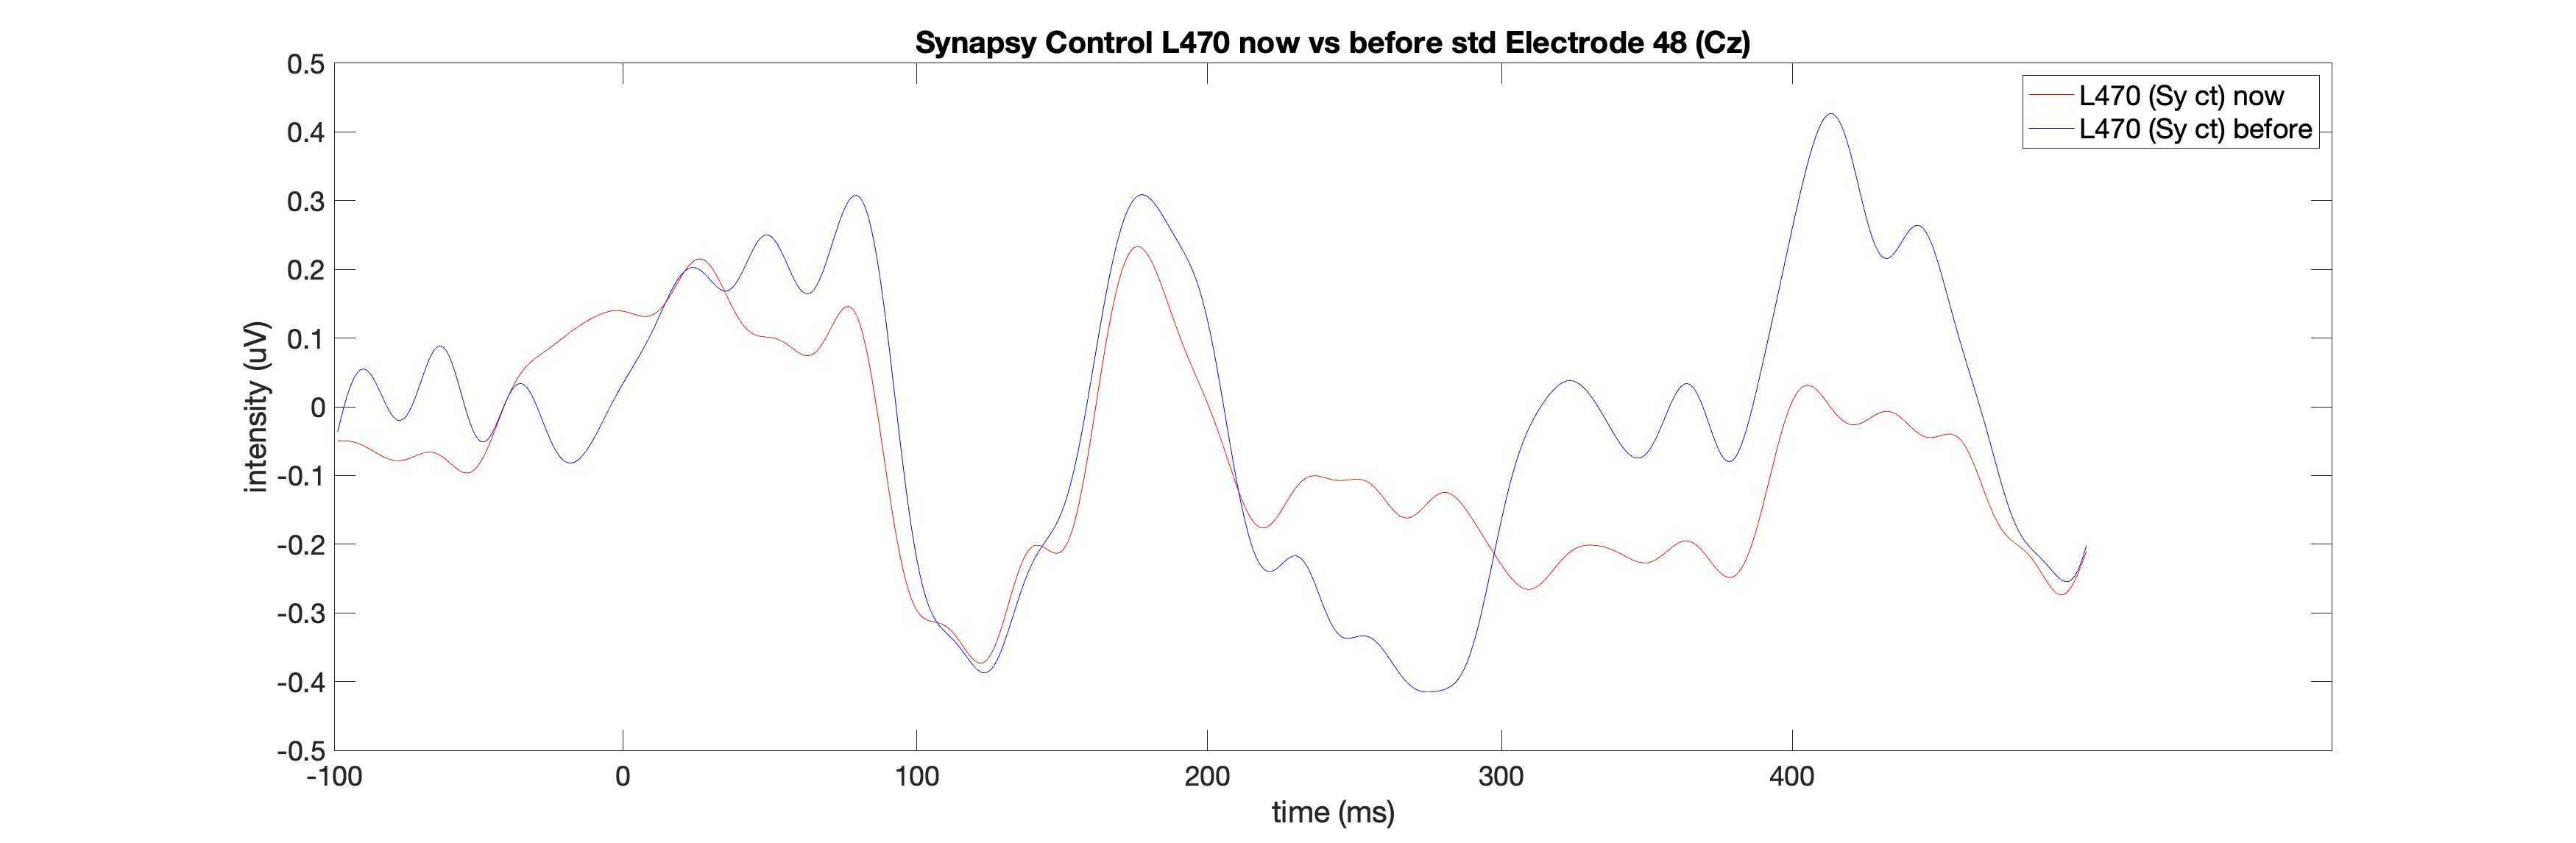 Synapsy Control L470 now vs before std Electrode 48 (Cz)
L470 (Sy ct) now
L470 (Sy ct) before
0.5
0.4
0.3
0.2
0.1
0
-0.1
-0.2
-0.3
-0.4
-0.5
intensity (uV)
-100 0 100 200 300 400
time (ms)